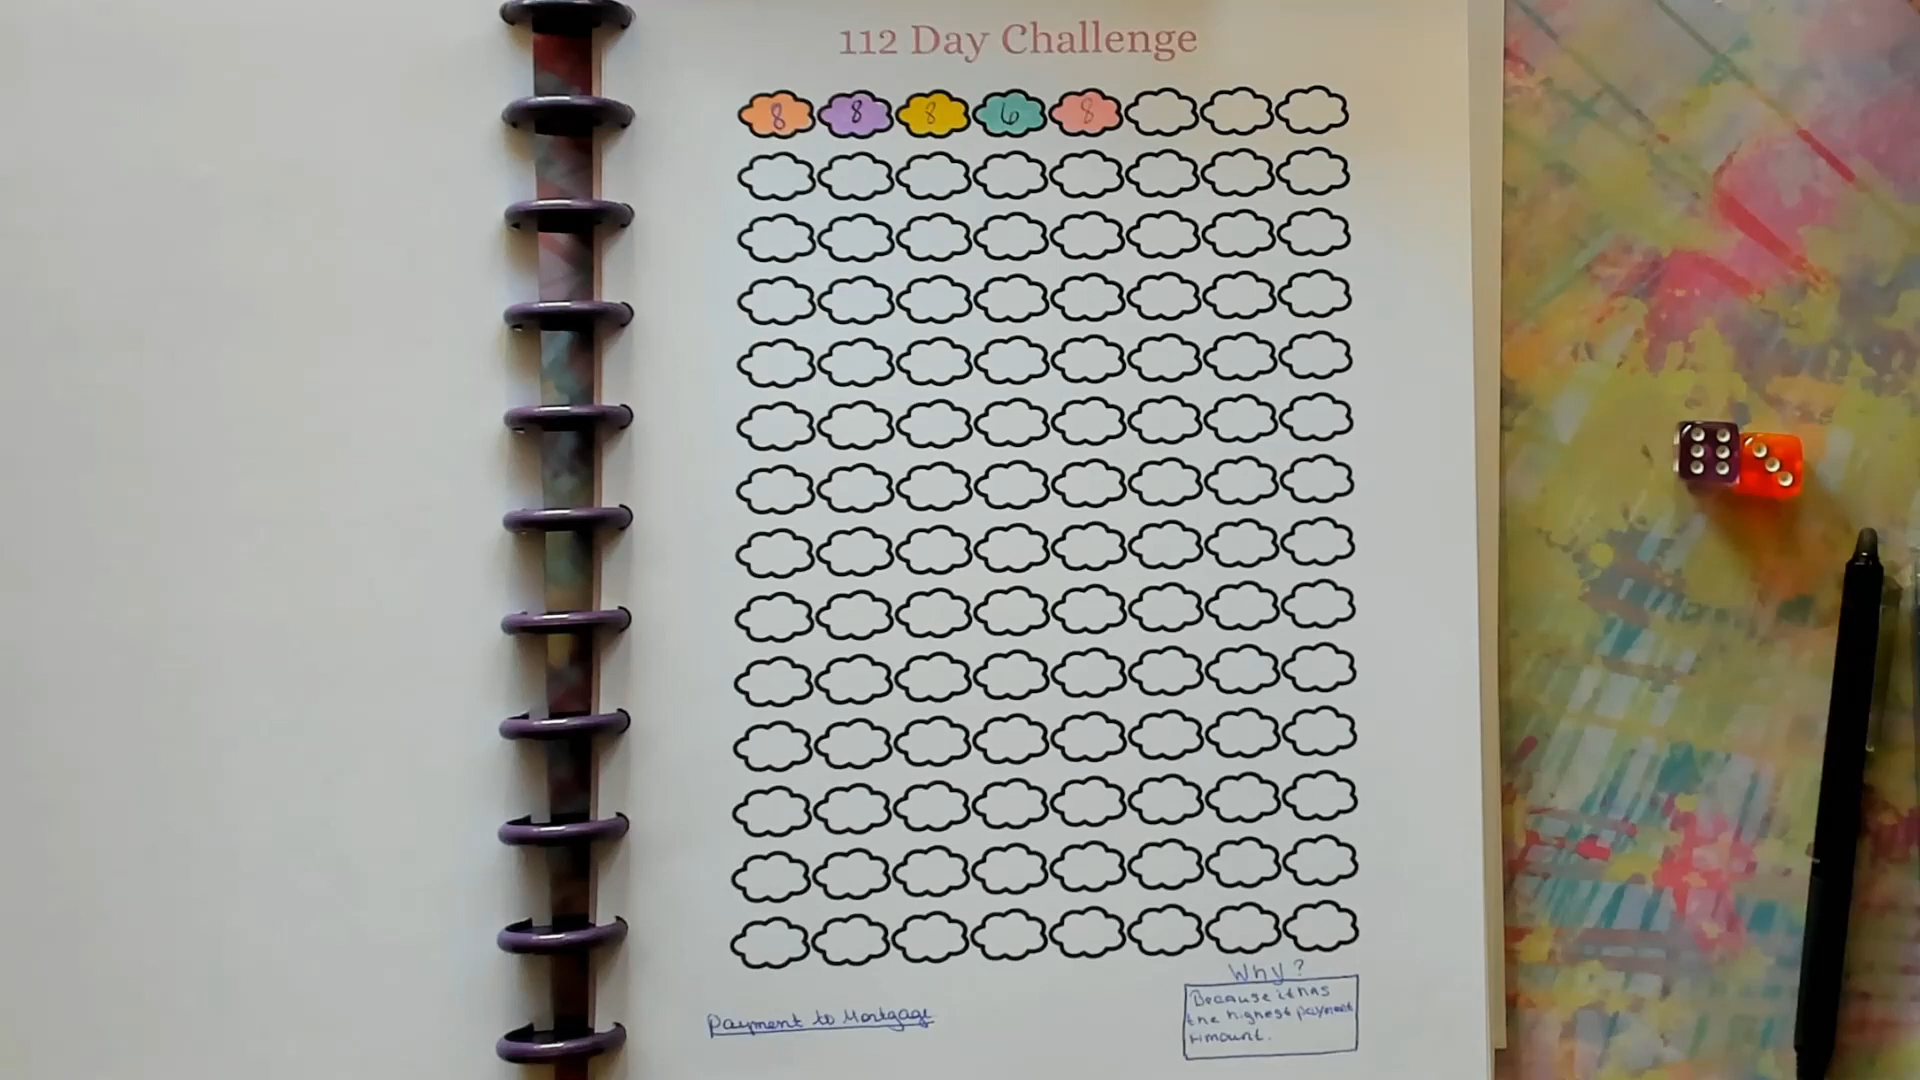 112 Day Challenge
8 8 8 6 8
Why?
Because it has
the highest payment
Amount.
Payment to Mortgage